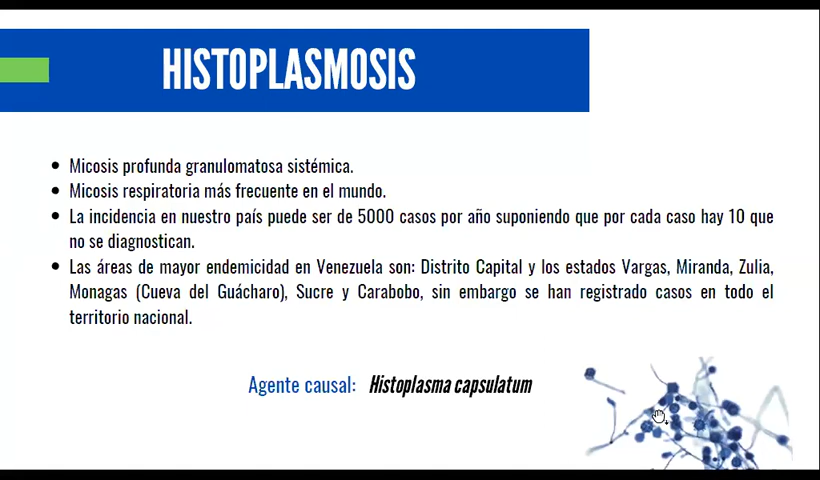 HISTOPLASMOSIS
• Micosis profunda granulomatosa sistémica.
• Micosis respiratoria más frecuente en el mundo.
• La incidencia en nuestro país puede ser de 5000 casos por año suponiendo que por cada caso hay 10 que
no se diagnostican.
• Las áreas de mayor endemicidad en Venezuela son: Distrito Capital y los estados Vargas, Miranda, Zulia,
Monagas (Cueva del Guácharo), Sucre y Carabobo, sin embargo se han registrado casos en todo el
territorio nacional.
Agente causal: Histoplasma capsulatum